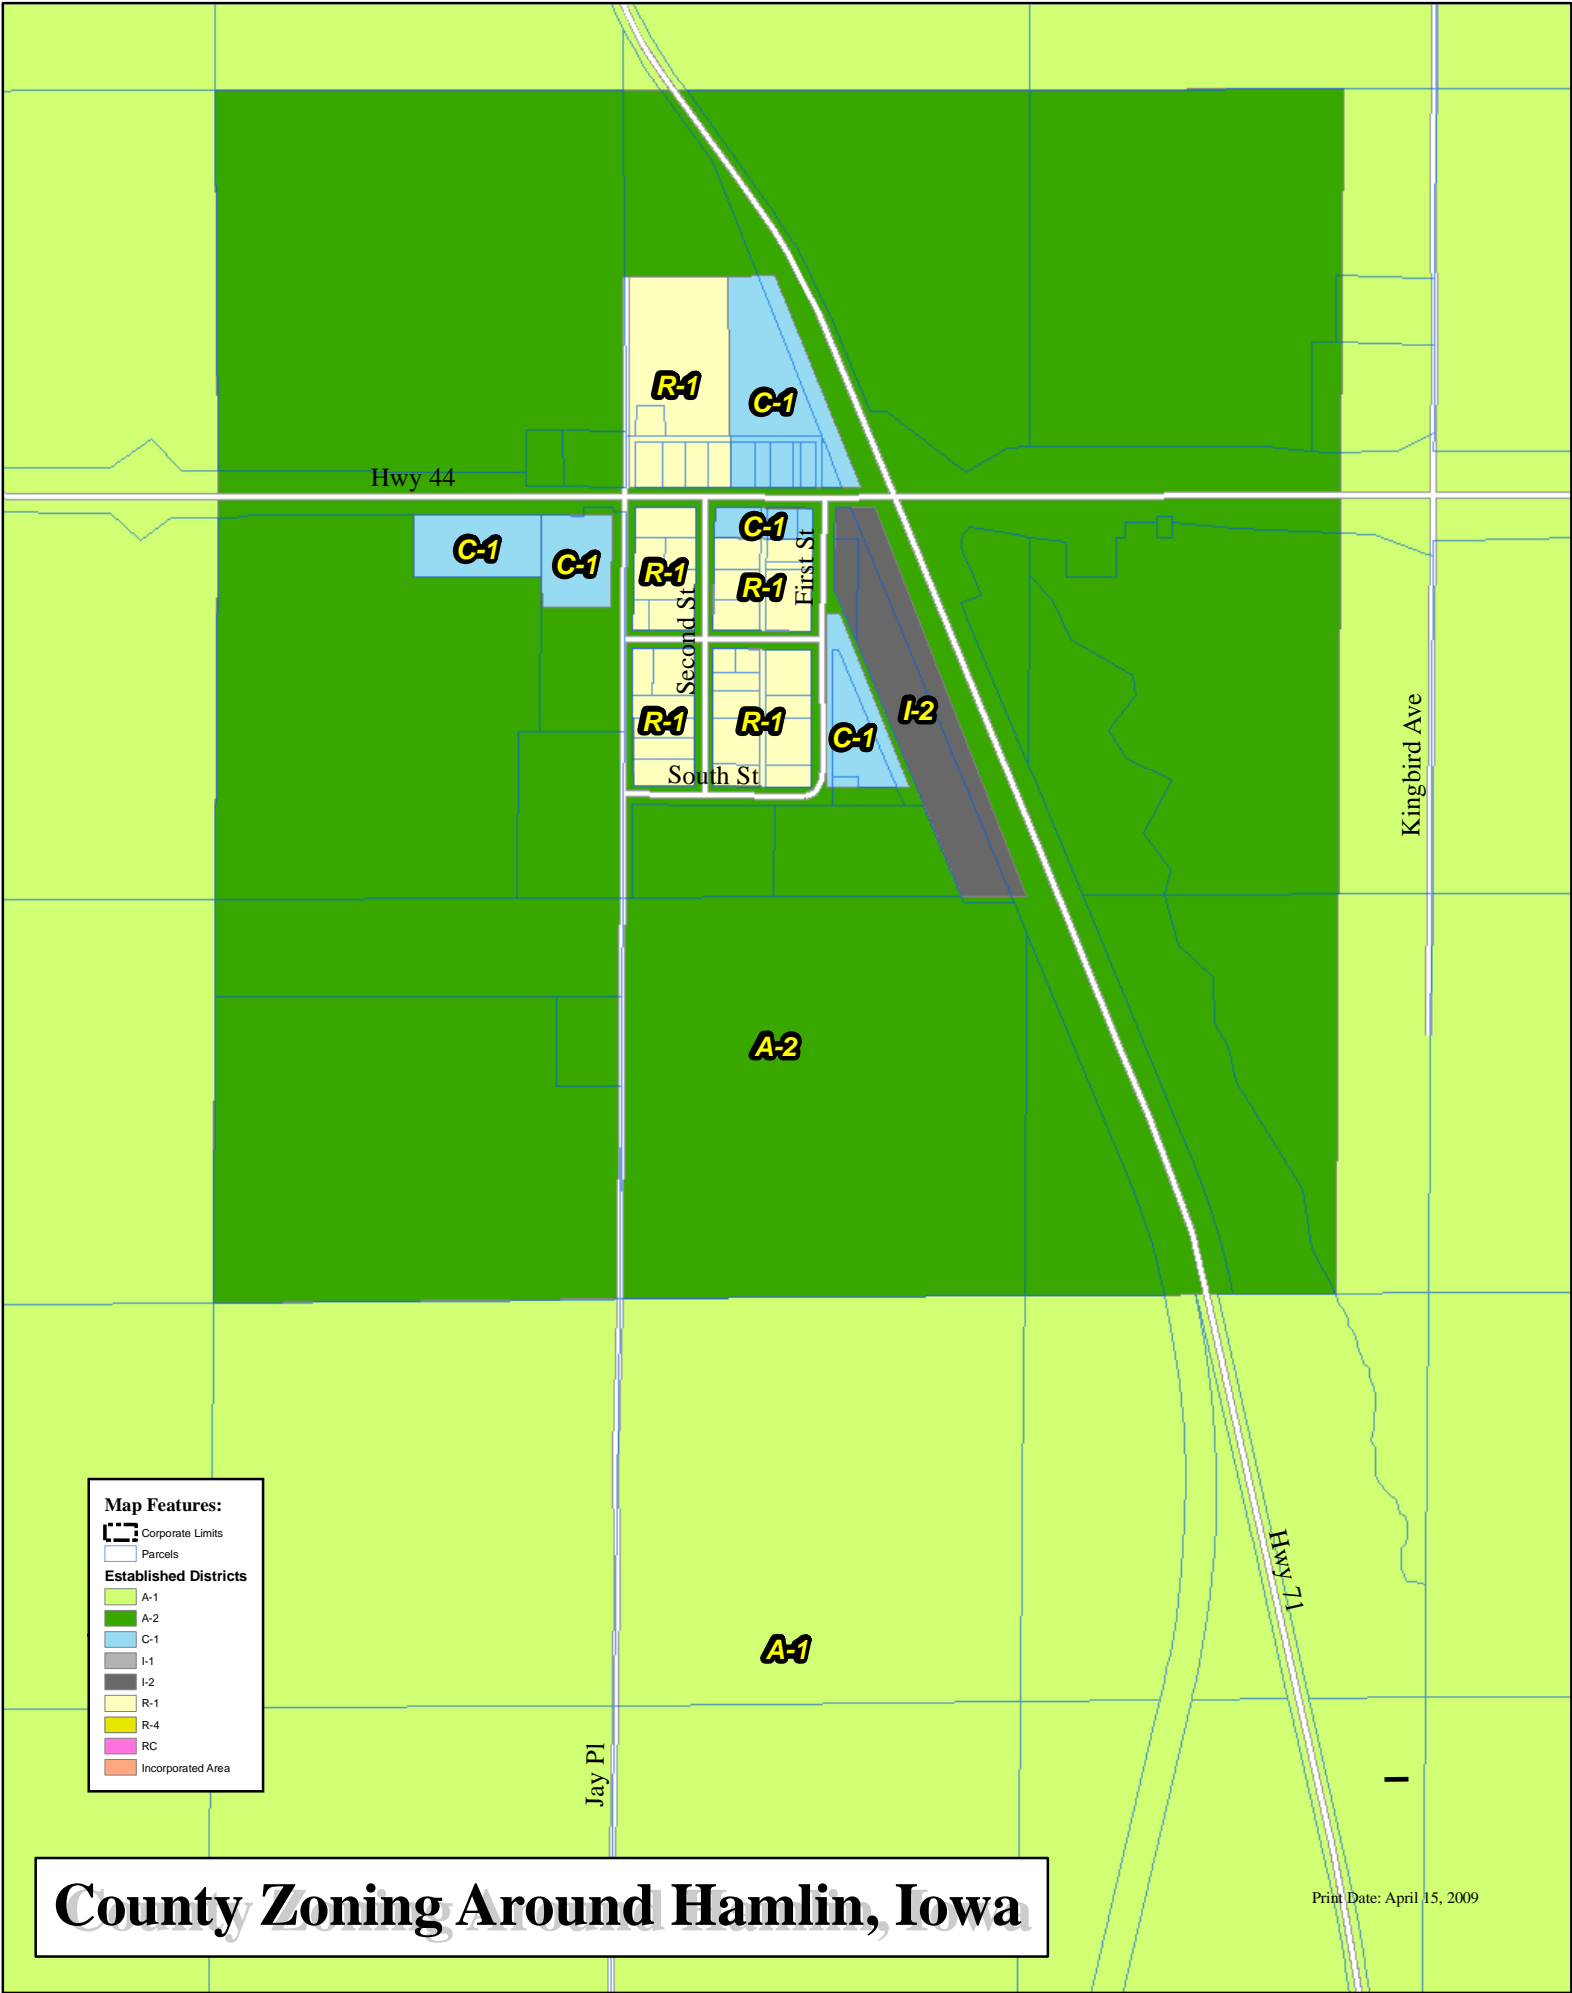 R-1
C-1
Hwy 44
C-1
C-1
C-1
R-1
R-1
First St
Second St
R-1
R-1
C-1
I-2
South St
Kingbird Ave
A-2
Map Features:
Corporate Limits
Parcels
Established Districts
A-1
A-2
C-1
I-1
I-2
R-1
R-4
RC
Incorporated Area
Hwy 71
A-1
Jay Pl
County Zoning Around Hamlin, Iowa
Print Date: April 15, 2009